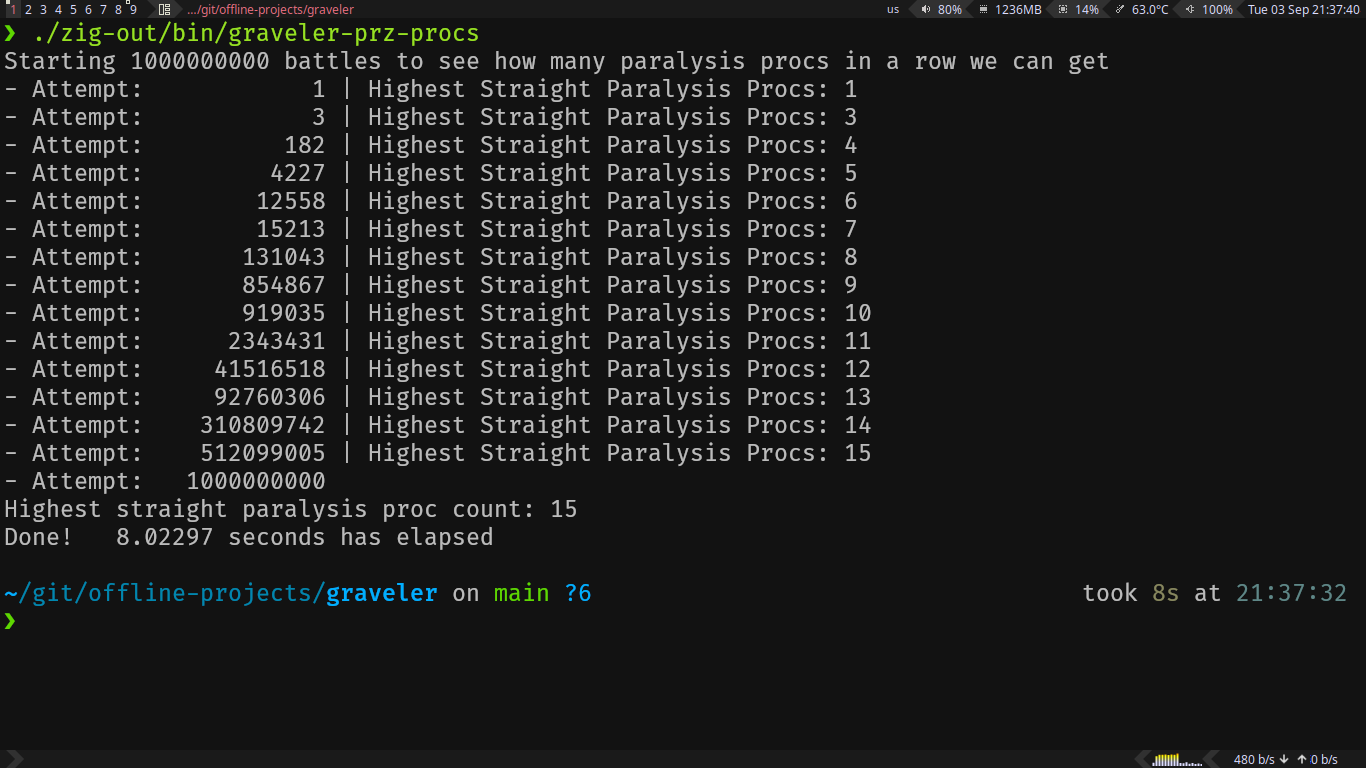 1 2 3 4 5 6 7 8 9 .../git/offline-projects/graveler us 80% 1236MB 14% 63.0°C 100% Tue 03 Sep 21:37:40
❯ ./zig-out/bin/graveler-prz-procs
Starting 1000000000 battles to see how many paralysis procs in a row we can get
- Attempt:            1 | Highest Straight Paralysis Procs: 1
- Attempt:            3 | Highest Straight Paralysis Procs: 3
- Attempt:          182 | Highest Straight Paralysis Procs: 4
- Attempt:         4227 | Highest Straight Paralysis Procs: 5
- Attempt:        12558 | Highest Straight Paralysis Procs: 6
- Attempt:        15213 | Highest Straight Paralysis Procs: 7
- Attempt:       131043 | Highest Straight Paralysis Procs: 8
- Attempt:       854867 | Highest Straight Paralysis Procs: 9
- Attempt:       919035 | Highest Straight Paralysis Procs: 10
- Attempt:      2343431 | Highest Straight Paralysis Procs: 11
- Attempt:     41516518 | Highest Straight Paralysis Procs: 12
- Attempt:     92760306 | Highest Straight Paralysis Procs: 13
- Attempt:    310809742 | Highest Straight Paralysis Procs: 14
- Attempt:    512099005 | Highest Straight Paralysis Procs: 15
- Attempt:   1000000000
Highest straight paralysis proc count: 15
Done!   8.02297 seconds has elapsed
~/git/offline-projects/graveler on main ?6 took 8s at 21:37:32
❯
480 b/s ↓ ↑ 0 b/s